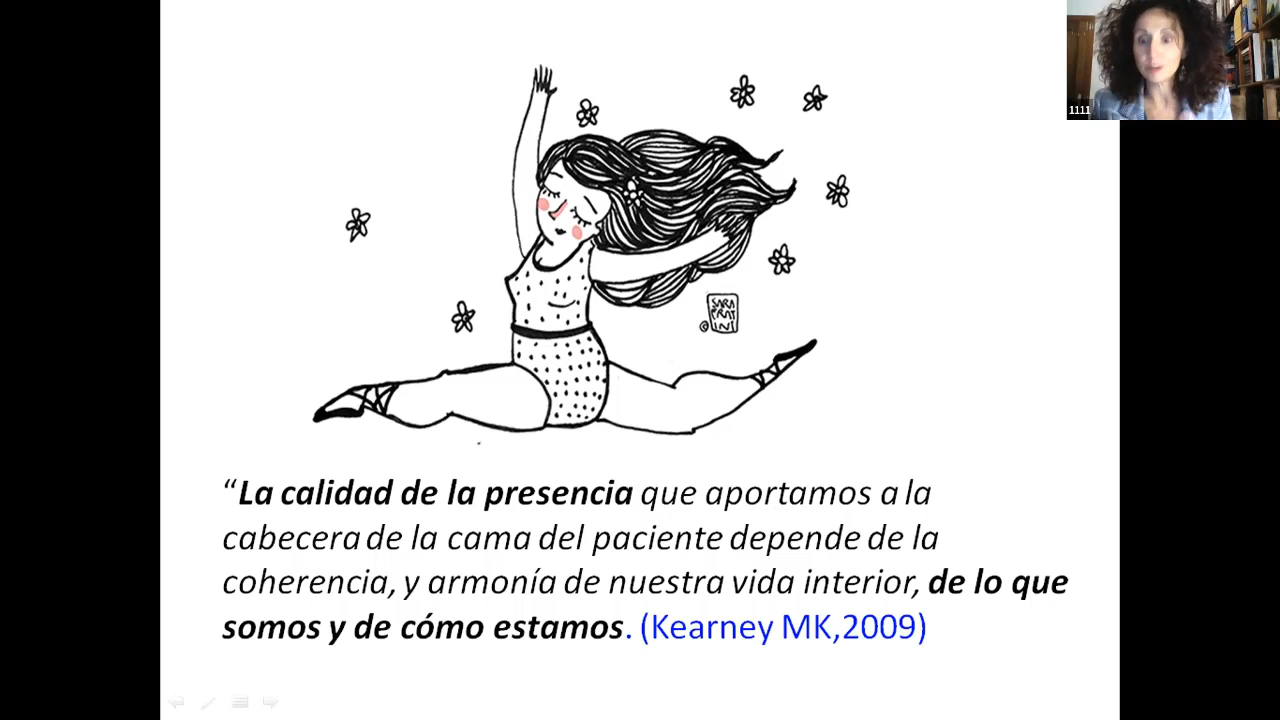 1111
SARA
FRAT
INI
©
“La calidad de la presencia que aportamos a la
cabecera de la cama del paciente depende de la
coherencia, y armonía de nuestra vida interior, de lo que
somos y de cómo estamos. (Kearney MK,2009)